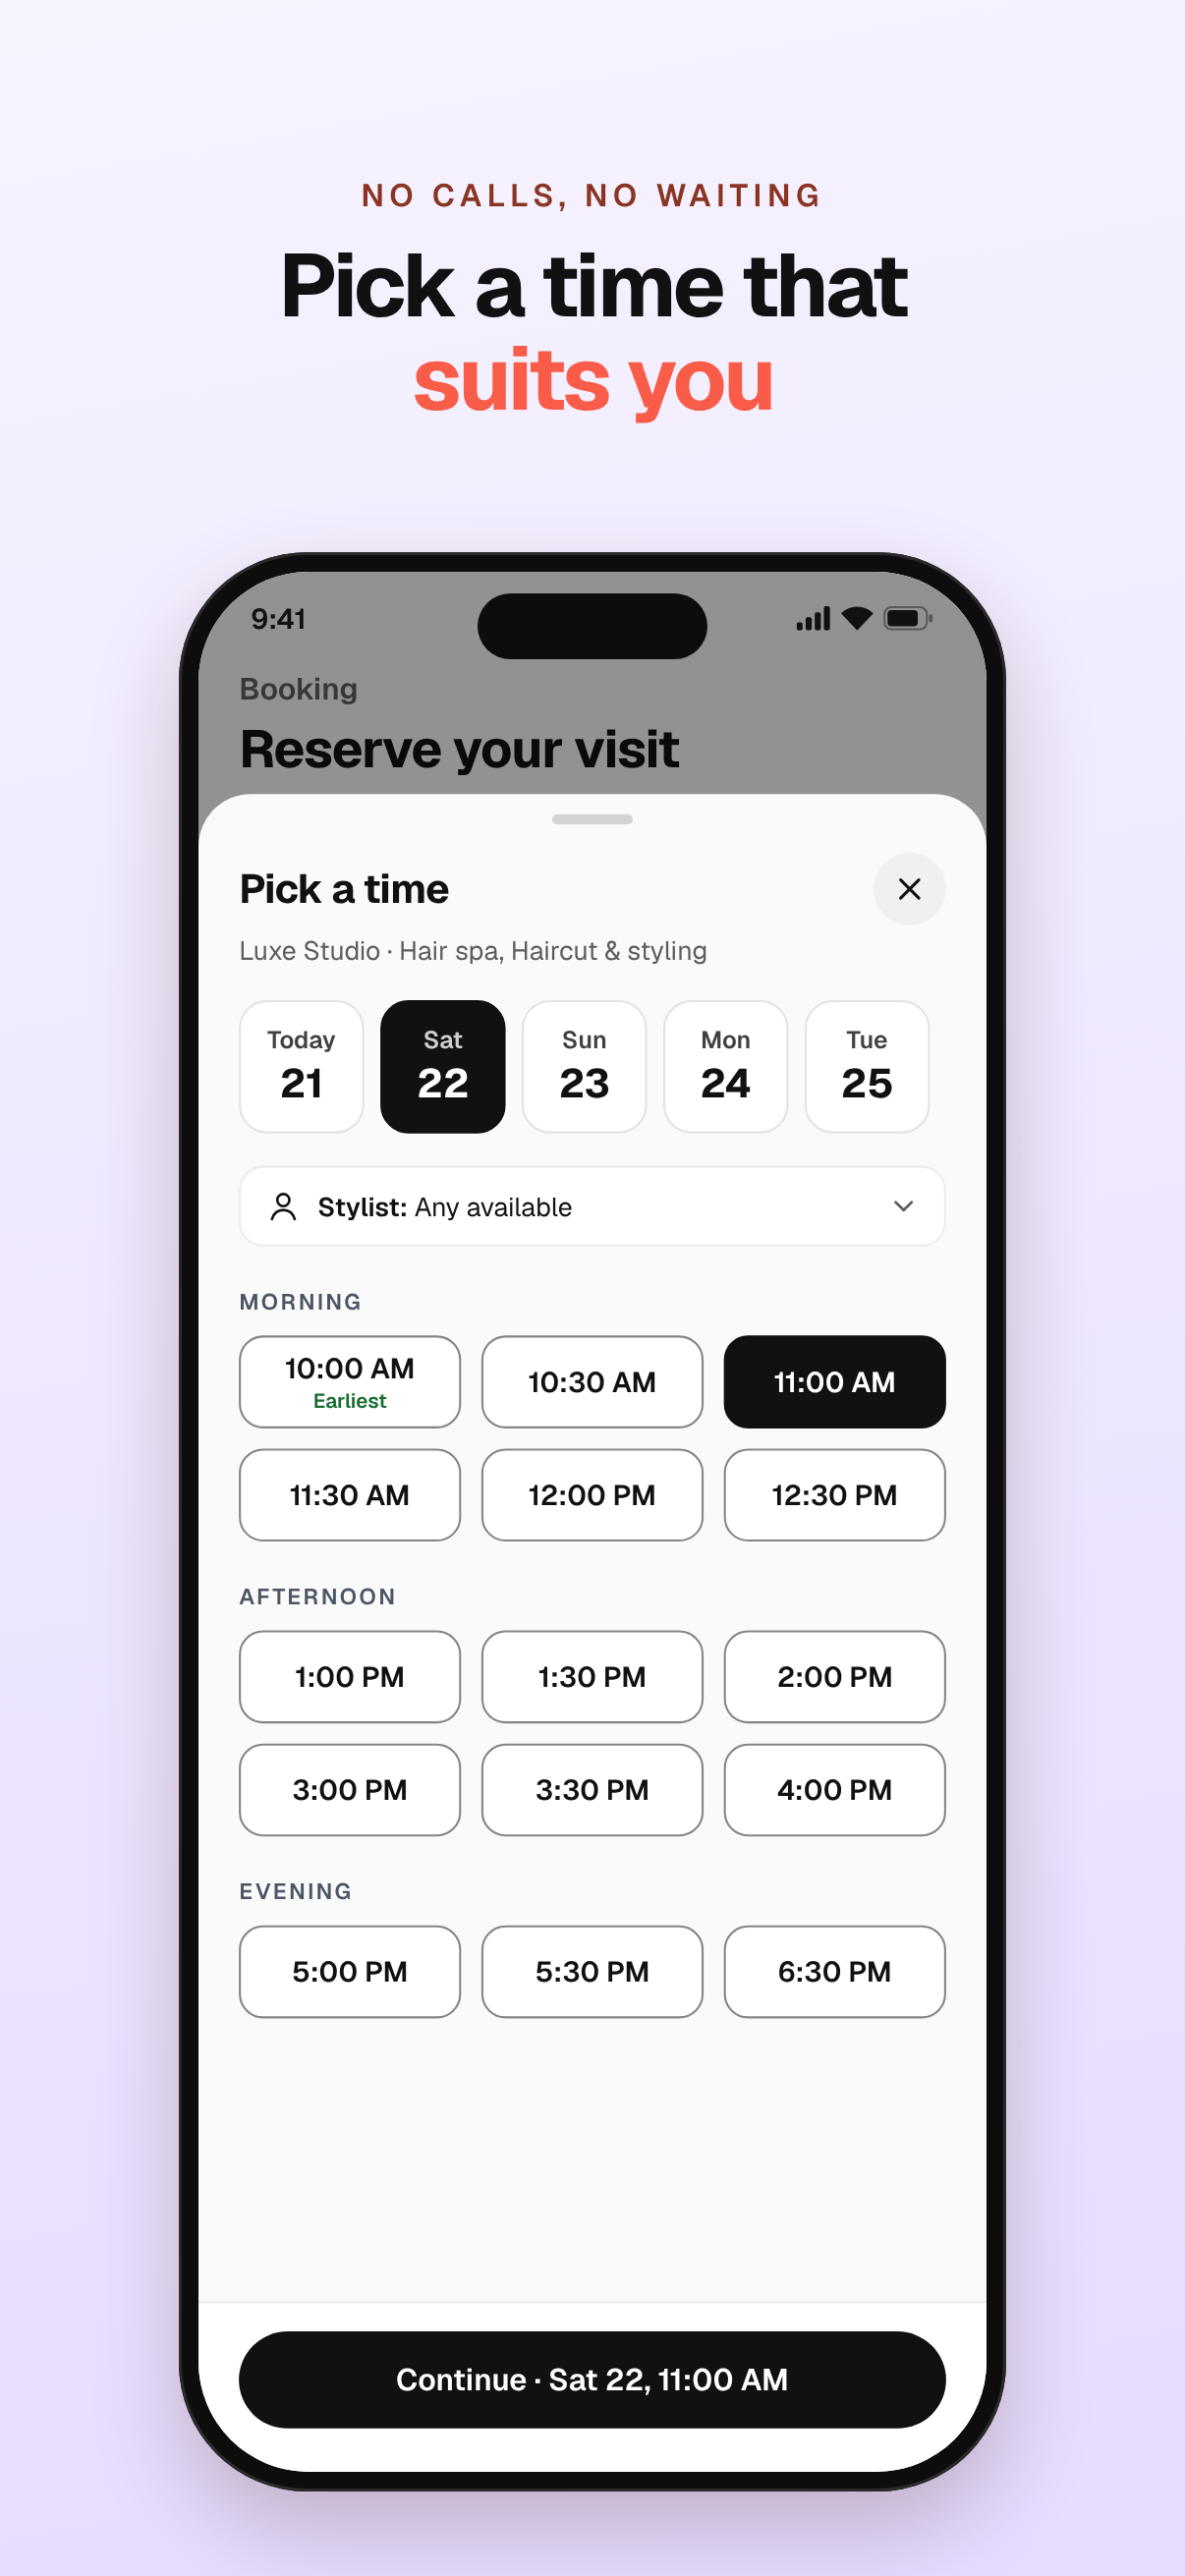 NO CALLS, NO WAITING
Pick a time that
suits you
9:41
Booking
Reserve your visit
Pick a time
Luxe Studio · Hair spa, Haircut & styling
Today Sat Sun Mon Tue
21 22 23 24 25
Stylist: Any available
MORNING
10:00 AM 10:30 AM 11:00 AM
Earliest
11:30 AM 12:00 PM 12:30 PM
AFTERNOON
1:00 PM 1:30 PM 2:00 PM
3:00 PM 3:30 PM 4:00 PM
EVENING
5:00 PM 5:30 PM 6:30 PM
Continue · Sat 22, 11:00 AM